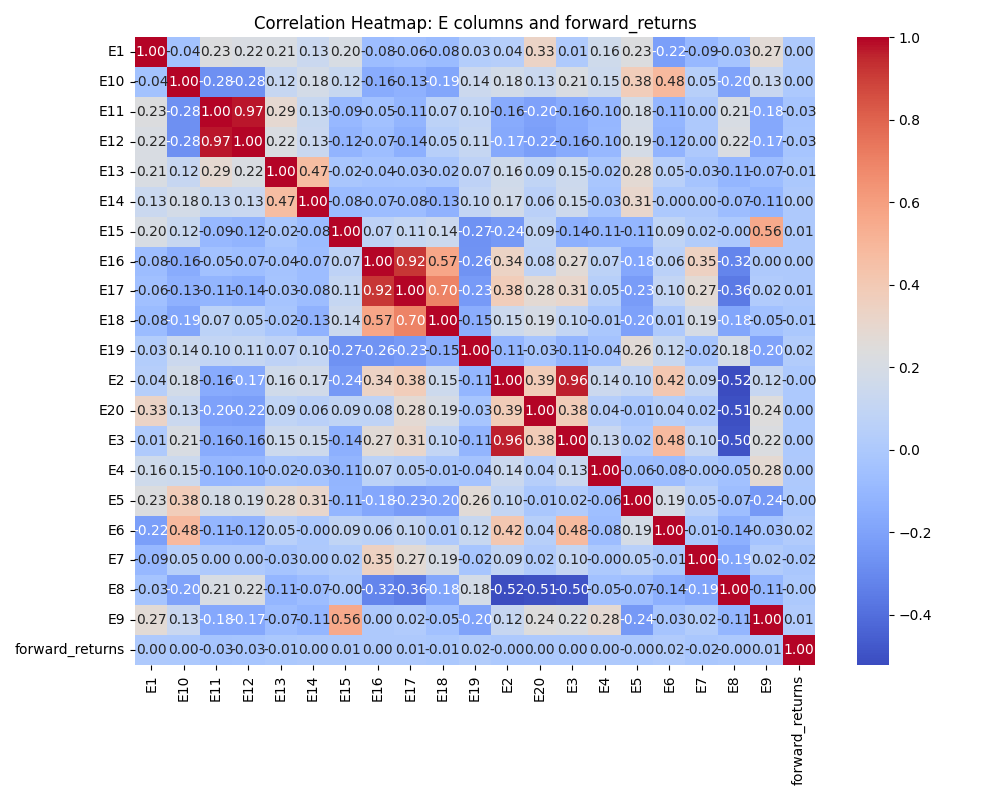 Correlation Heatmap: E columns and forward_returns
E1 1.00 -0.04 0.23 0.22 0.21 0.13 0.20 -0.08 -0.06 -0.08 0.03 0.04 0.33 0.01 0.16 0.23 -0.22 -0.09 -0.03 0.27 0.00
E10 -0.04 1.00 -0.28 -0.28 0.12 0.18 0.12 -0.16 -0.13 -0.19 0.14 0.18 0.13 0.21 0.15 0.38 0.48 0.05 -0.20 0.13 0.00
E11 0.23 -0.28 1.00 0.97 0.29 0.13 -0.09 -0.05 -0.11 0.07 0.10 -0.16 -0.20 -0.16 -0.10 0.18 -0.11 0.00 0.21 -0.18 -0.03
E12 0.22 -0.28 0.97 1.00 0.22 0.13 -0.12 -0.07 -0.14 0.05 0.11 -0.17 -0.22 -0.16 -0.10 0.19 -0.12 0.00 0.22 -0.17 -0.03
E13 0.21 0.12 0.29 0.22 1.00 0.47 -0.02 -0.04 -0.03 -0.02 0.07 0.16 0.09 0.15 -0.02 0.28 0.05 -0.03 -0.11 -0.07 -0.01
E14 0.13 0.18 0.13 0.13 0.47 1.00 -0.08 -0.07 -0.08 -0.13 0.10 0.17 0.06 0.15 -0.03 0.31 -0.00 0.00 -0.07 -0.11 0.00
E15 0.20 0.12 -0.09 -0.12 -0.02 -0.08 1.00 0.07 0.11 0.14 -0.27 -0.24 0.09 -0.14 -0.11 -0.11 0.09 0.02 -0.00 0.56 0.01
E16 -0.08 -0.16 -0.05 -0.07 -0.04 -0.07 0.07 1.00 0.92 0.57 -0.26 0.34 0.08 0.27 0.07 -0.18 0.06 0.35 -0.32 0.00 0.00
E17 -0.06 -0.13 -0.11 -0.14 -0.03 -0.08 0.11 0.92 1.00 0.70 -0.23 0.38 0.28 0.31 0.05 -0.23 0.10 0.27 -0.36 0.02 0.01
E18 -0.08 -0.19 0.07 0.05 -0.02 -0.13 0.14 0.57 0.70 1.00 -0.15 0.15 0.19 0.10 -0.01 -0.20 0.01 0.19 -0.18 -0.05 -0.01
E19 0.03 0.14 0.10 0.11 0.07 0.10 -0.27 -0.26 -0.23 -0.15 1.00 -0.11 -0.03 -0.11 -0.04 0.26 0.12 -0.02 0.18 -0.20 0.02
E2 0.04 0.18 -0.16 -0.17 0.16 0.17 -0.24 0.34 0.38 0.15 -0.11 1.00 0.39 0.96 0.14 0.10 0.42 0.09 -0.52 0.12 -0.00
E20 0.33 0.13 -0.20 -0.22 0.09 0.06 0.09 0.08 0.28 0.19 -0.03 0.39 1.00 0.38 0.04 -0.01 0.04 0.02 -0.51 0.24 0.00
E3 0.01 0.21 -0.16 -0.16 0.15 0.15 -0.14 0.27 0.31 0.10 -0.11 0.96 0.38 1.00 0.13 0.02 0.48 0.10 -0.50 0.22 0.00
E4 0.16 0.15 -0.10 -0.10 -0.02 -0.03 -0.11 0.07 0.05 -0.01 -0.04 0.14 0.04 0.13 1.00 -0.06 -0.08 -0.00 -0.05 0.28 0.00
E5 0.23 0.38 0.18 0.19 0.28 0.31 -0.11 -0.18 -0.23 -0.20 0.26 0.10 -0.01 0.02 -0.06 1.00 0.19 0.05 -0.07 -0.24 -0.00
E6 -0.22 0.48 -0.11 -0.12 0.05 -0.00 0.09 0.06 0.10 0.01 0.12 0.42 0.04 0.48 -0.08 0.19 1.00 -0.01 -0.14 -0.03 0.02
E7 -0.09 0.05 0.00 0.00 -0.03 0.00 0.02 0.35 0.27 0.19 -0.02 0.09 0.02 0.10 -0.00 0.05 -0.01 1.00 -0.19 0.02 -0.02
E8 -0.03 -0.20 0.21 0.22 -0.11 -0.07 -0.00 -0.32 -0.36 -0.18 0.18 -0.52 -0.51 -0.50 -0.05 -0.07 -0.14 -0.19 1.00 -0.11 -0.00
E9 0.27 0.13 -0.18 -0.17 -0.07 -0.11 0.56 0.00 0.02 -0.05 -0.20 0.12 0.24 0.22 0.28 -0.24 -0.03 0.02 -0.11 1.00 0.01
forward_returns 0.00 0.00 -0.03 -0.03 -0.01 0.00 0.01 0.00 0.01 -0.01 0.02 -0.00 0.00 0.00 0.00 -0.00 0.02 -0.02 -0.00 0.01 1.00
E1 E10 E11 E12 E13 E14 E15 E16 E17 E18 E19 E2 E20 E3 E4 E5 E6 E7 E8 E9 forward_returns
1.0
0.8
0.6
0.4
0.2
0.0
−0.2
−0.4